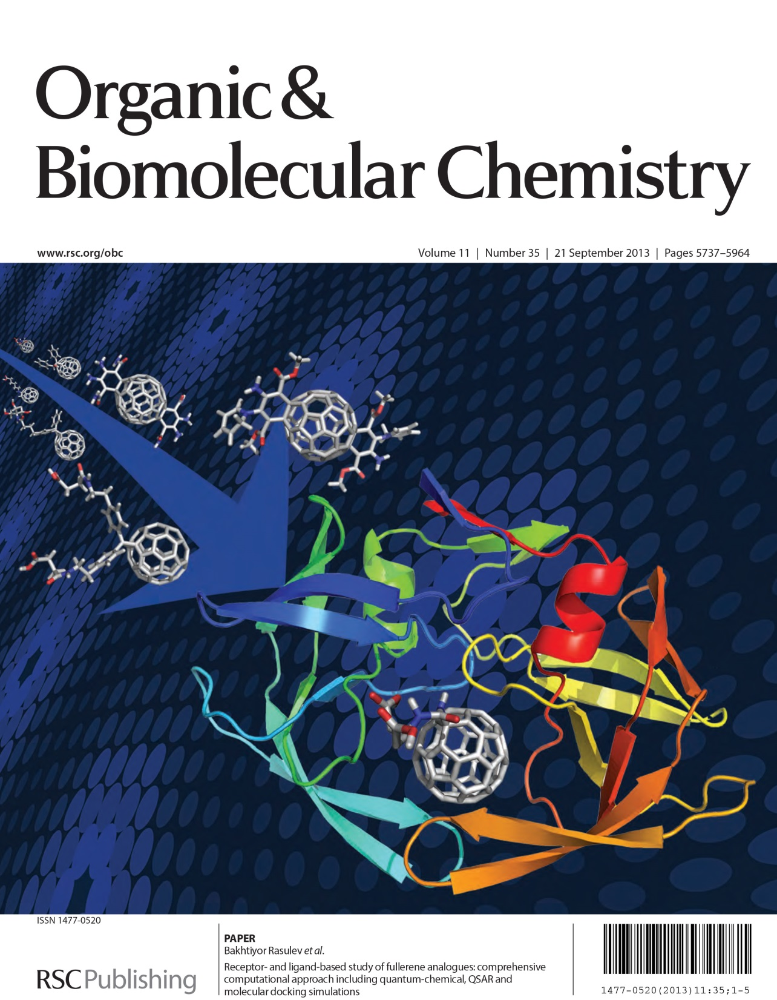 Organic &
Biomolecular Chemistry
www.rsc.org/obc
Volume 11 | Number 35 | 21 September 2013 | Pages 5737–5964
ISSN 1477-0520
PAPER
Bakhtiyor Rasulev et al.
Receptor- and ligand-based study of fullerene analogues: comprehensive
computational approach including quantum-chemical, QSAR and
molecular docking simulations
RSCPublishing
1477-0520(2013)11:35;1-5